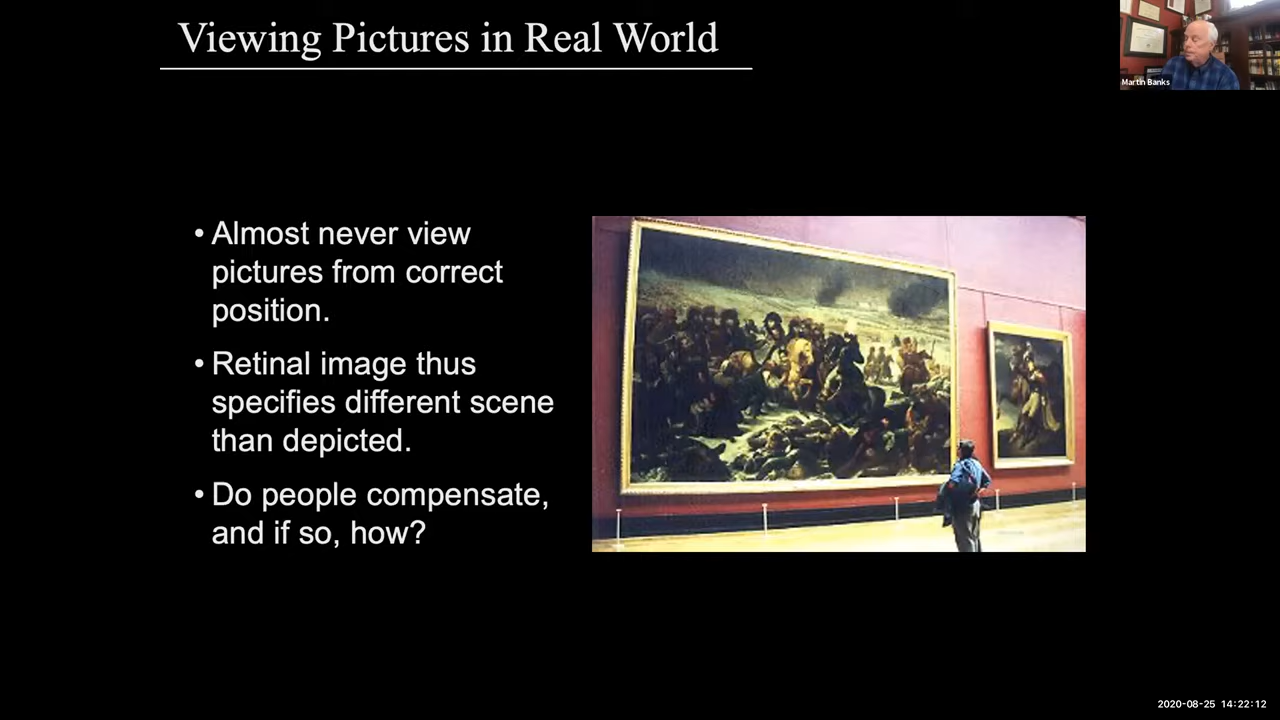 Viewing Pictures in Real World
Martin Banks
• Almost never view
pictures from correct
position.
• Retinal image thus
specifies different scene
than depicted.
• Do people compensate,
and if so, how?
2020-08-25 14:22:12